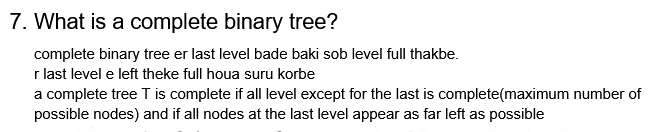 7. What is a complete binary tree?
complete binary tree er last level bade baki sob level full thakbe.
r last level e left theke full houa suru korbe
a complete tree T is complete if all level except for the last is complete(maximum number of
possible nodes) and if all nodes at the last level appear as far left as possible